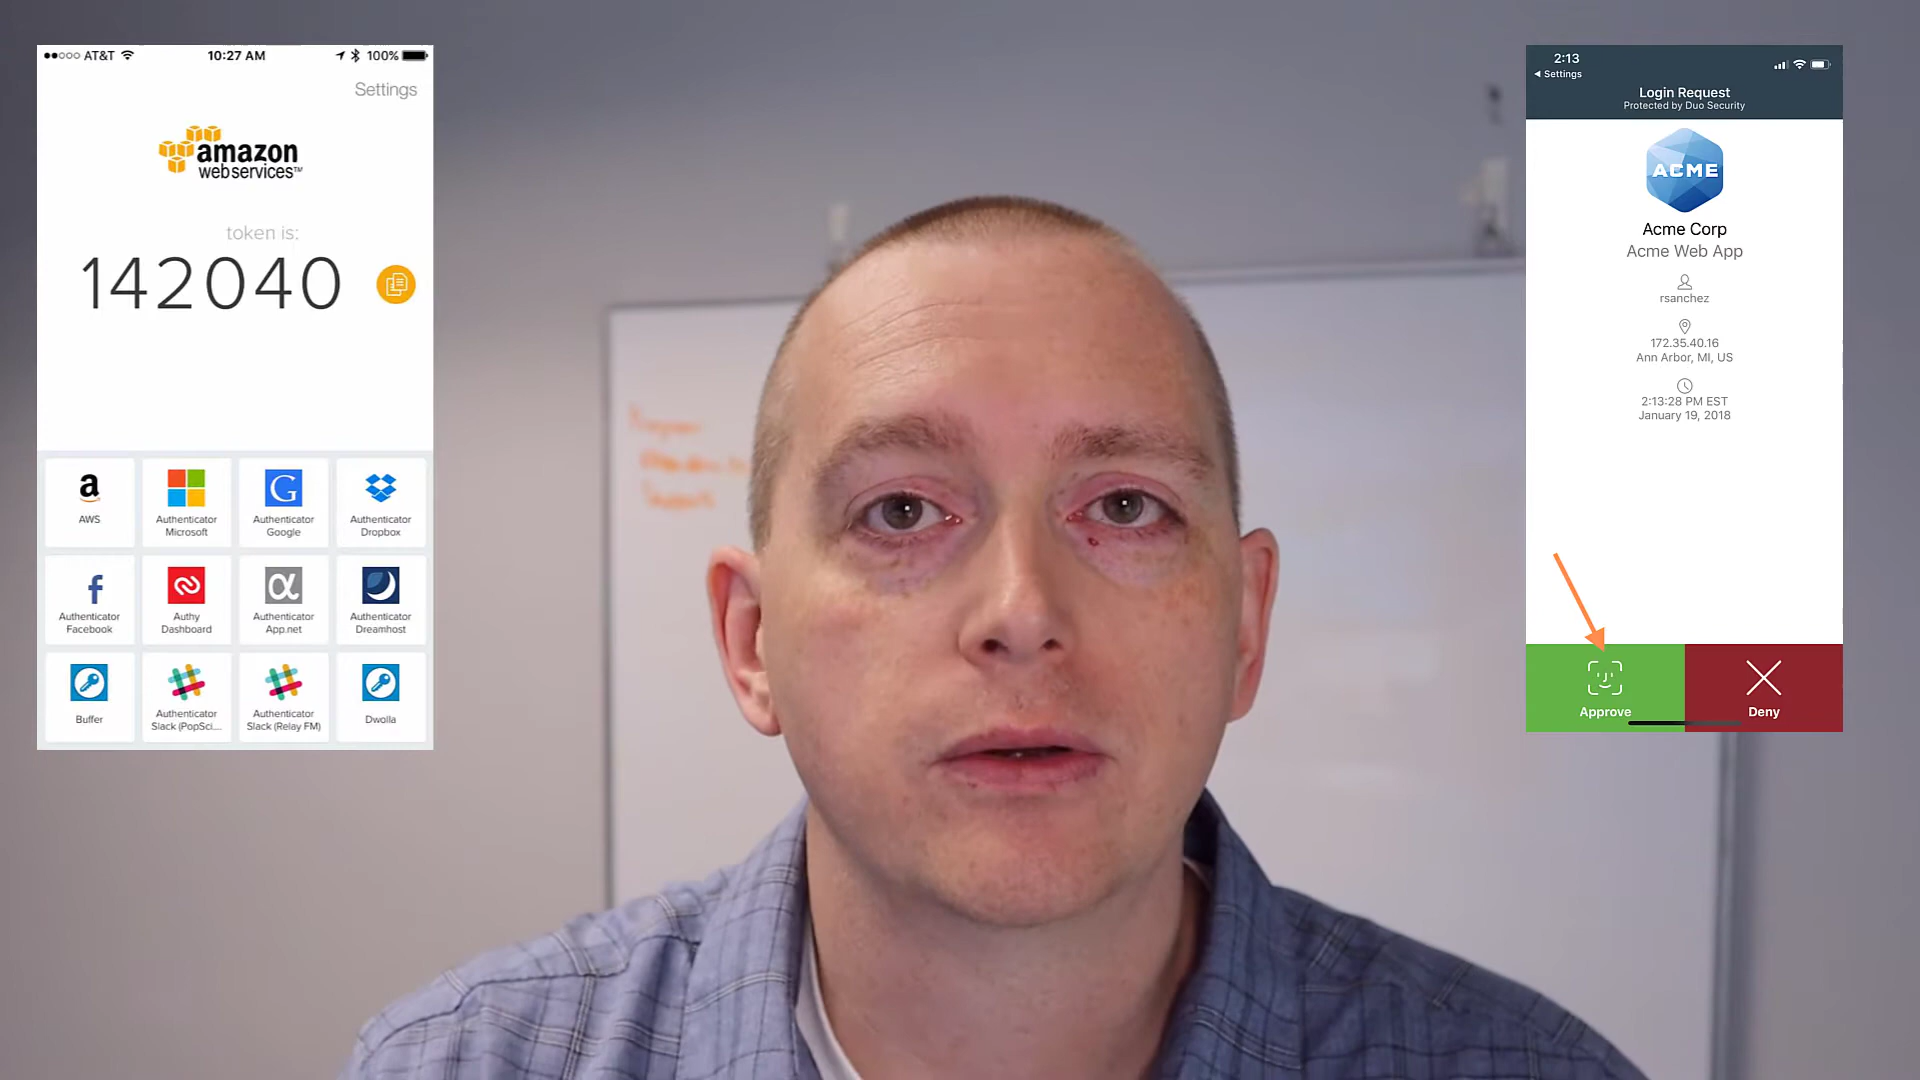 AT&T 10:27 AM 100%
Settings
amazon
webservices™
token is:
142040
AWS
Authenticator
Microsoft
Authenticator
Google
Authenticator
Dropbox
Authenticator
Facebook
Authy
Dashboard
Authenticator
App.net
Authenticator
Dreamhost
Buffer
Authenticator
Slack (PopSci...
Authenticator
Slack (Relay FM)
Dwolla
2:13
Settings
Login Request
Protected by Duo Security
ACME
Acme Corp
Acme Web App
rsanchez
172.35.40.16
Ann Arbor, MI, US
2:13:28 PM EST
January 19, 2018
Approve
Deny